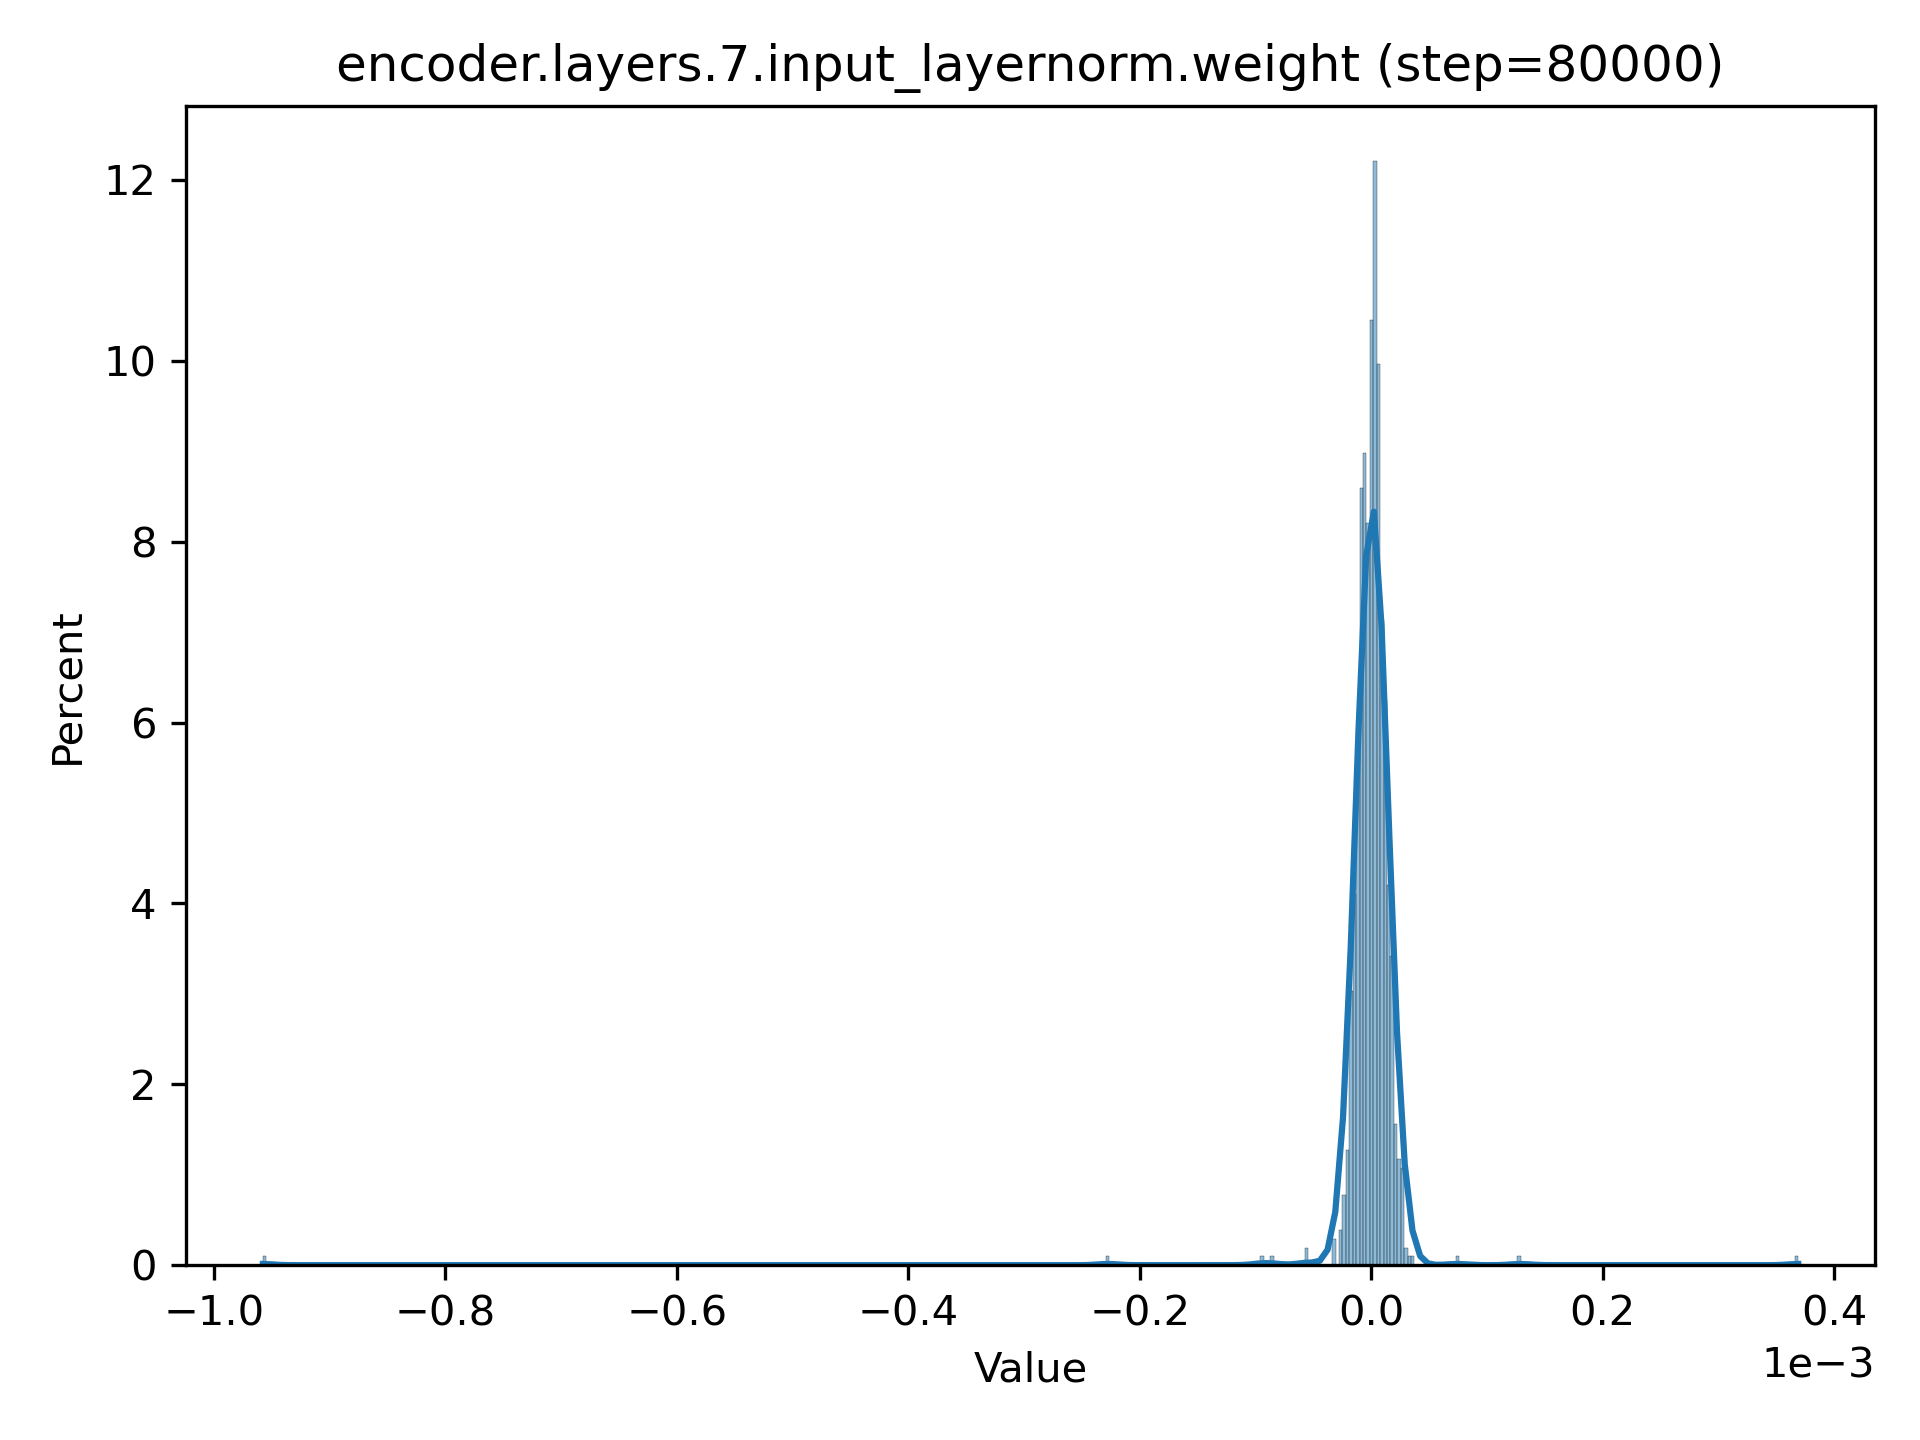 encoder.layers.7.input_layernorm.weight (step=80000)
12
10
8
6
4
2
0
Percent
−1.0 −0.8 −0.6 −0.4 −0.2 0.0 0.2 0.4
1e−3
Value